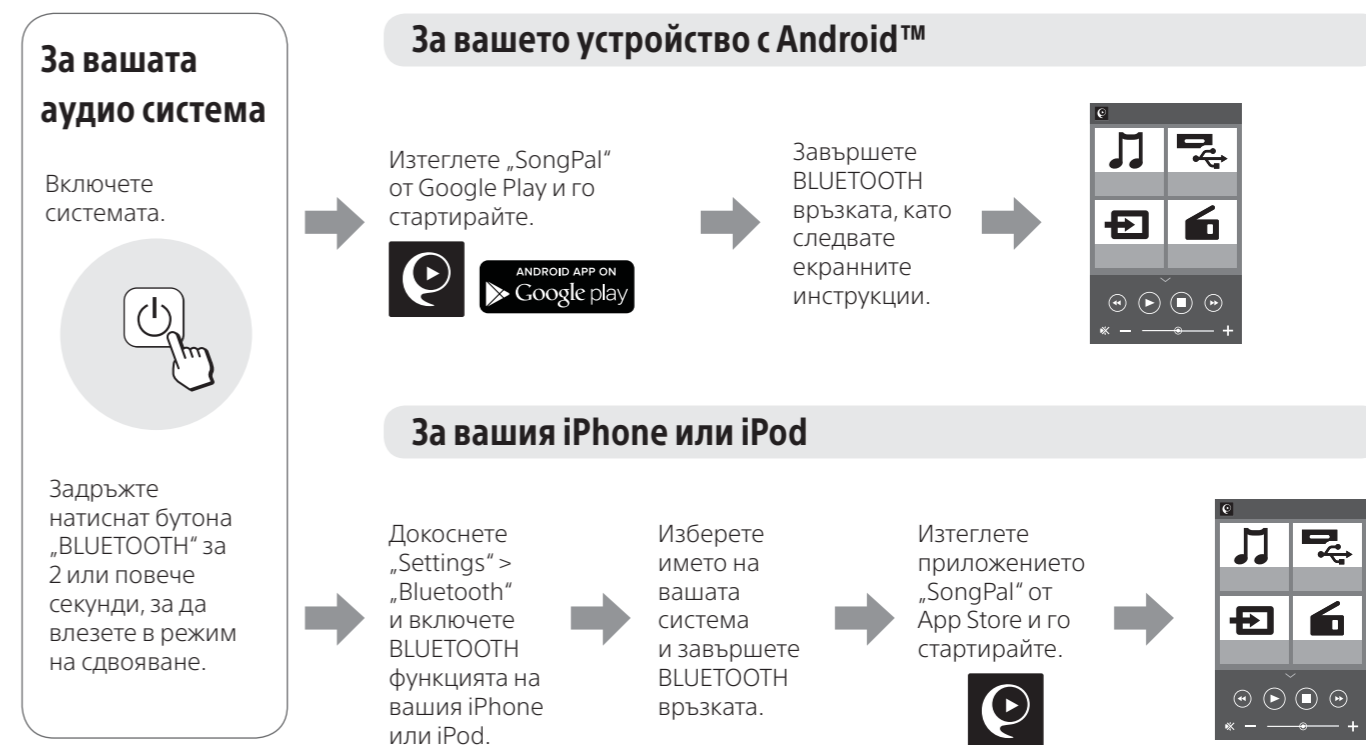 За вашата
аудио система
Включете
системата.
Задръжте
натиснат бутона
„BLUETOOTH“ за
2 или повече
секунди, за да
влезете в режим
на сдвояване.
За вашето устройство с Android™
Изтеглете „SongPal“
от Google Play и го
стартирайте.
ANDROID APP ON
Google play
Завършете
BLUETOOTH
връзката, като
следвате
екранните
инструкции.
За вашия iPhone или iPod
Докоснете
„Settings“ >
„Bluetooth“
и включете
BLUETOOTH
функцията на
вашия iPhone
или iPod.
Изберете
името на
вашата
система
и завършете
BLUETOOTH
връзката.
Изтеглете
приложението
„SongPal“ от
App Store и го
стартирайте.